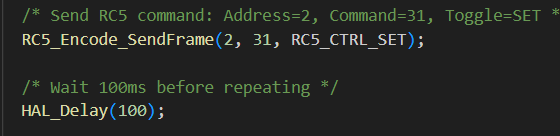 /* Send RC5 command: Address=2, Command=31, Toggle=SET *
RC5_Encode_SendFrame(2, 31, RC5_CTRL_SET);
/* Wait 100ms before repeating */
HAL_Delay(100);